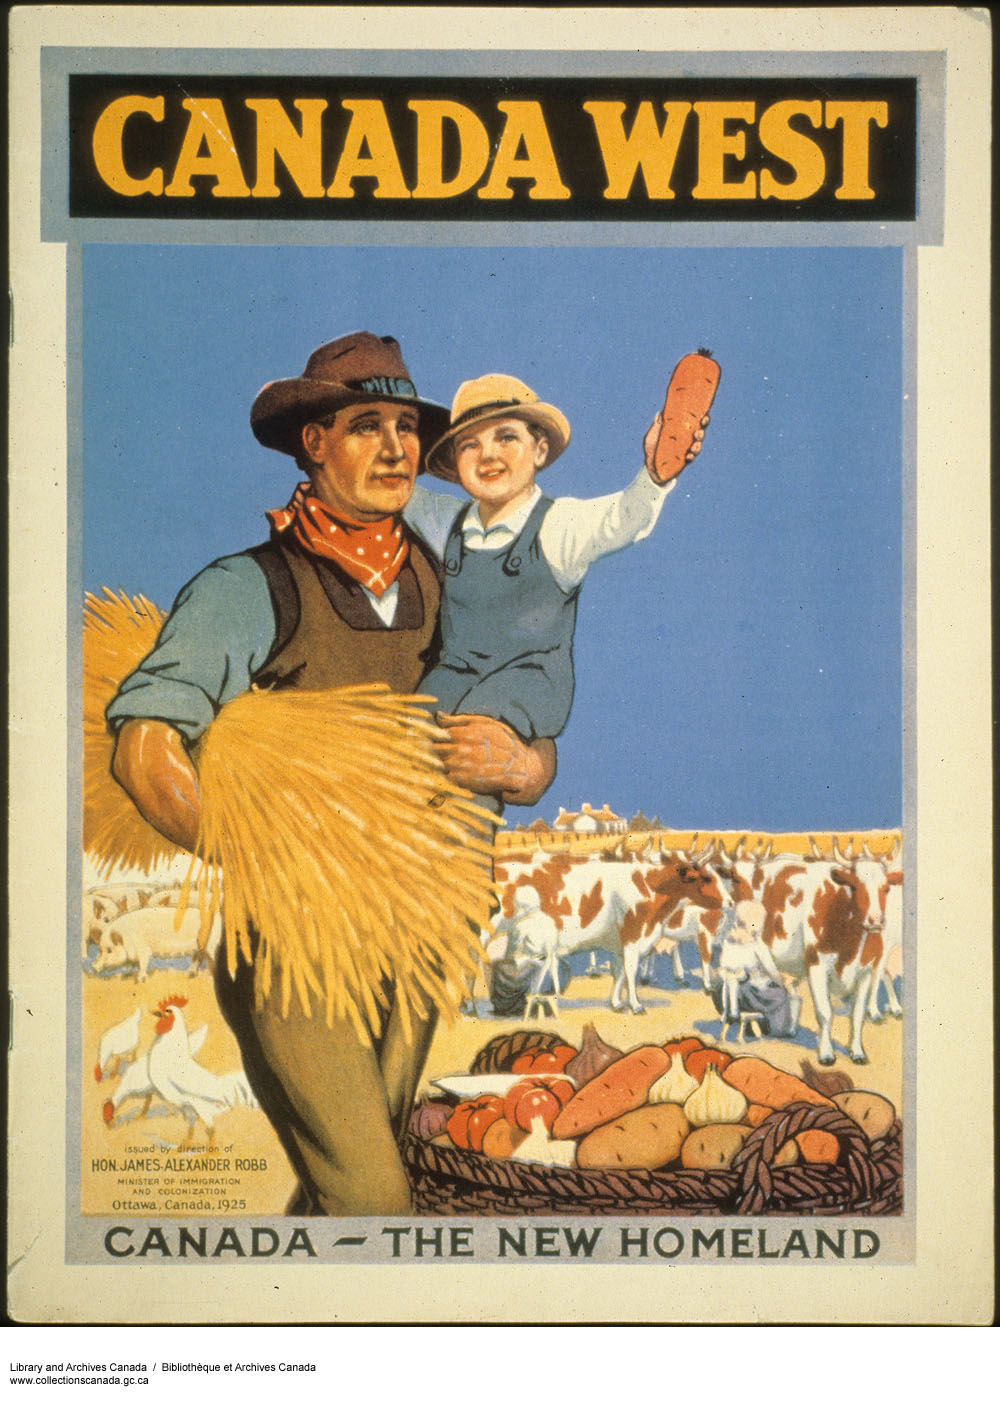 CANADA WEST
issued by direction of
HON. JAMES-ALEXANDER ROBB
MINISTER OF IMMIGRATION
AND COLONIZATION
Ottawa, Canada, 1925
CANADA – THE NEW HOMELAND
Library and Archives Canada / Bibliothèque et Archives Canada
www.collectionscanada.gc.ca